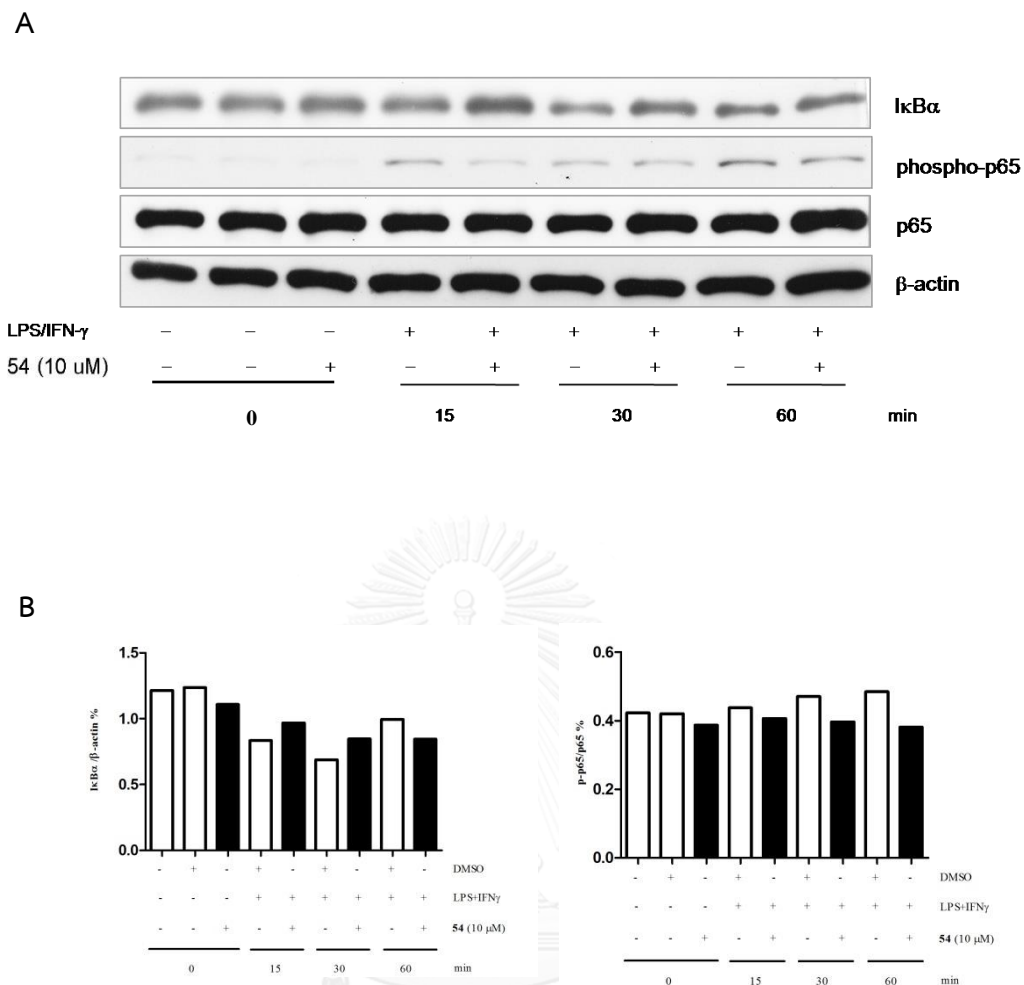 A
IκBα
phospho-p65
p65
β-actin
LPS/IFN-γ – – – + + + + + +
54 (10 uM) – – + – + – + – +
0 15 30 60 min
B
1.5
1.0
0.5
0.0
IκBα /β-actin %
- + - + - + - + - DMSO
- - - + + + + + + LPS+IFNγ
- - + - + - + - + 54 (10 μM)
0 15 30 60 min
0.6
0.4
0.2
0.0
p-p65/p65 %
- + - + - + - + - DMSO
- - - + + + + + + LPS+IFNγ
- - + - + - + - + 54 (10 μM)
0 15 30 60 min